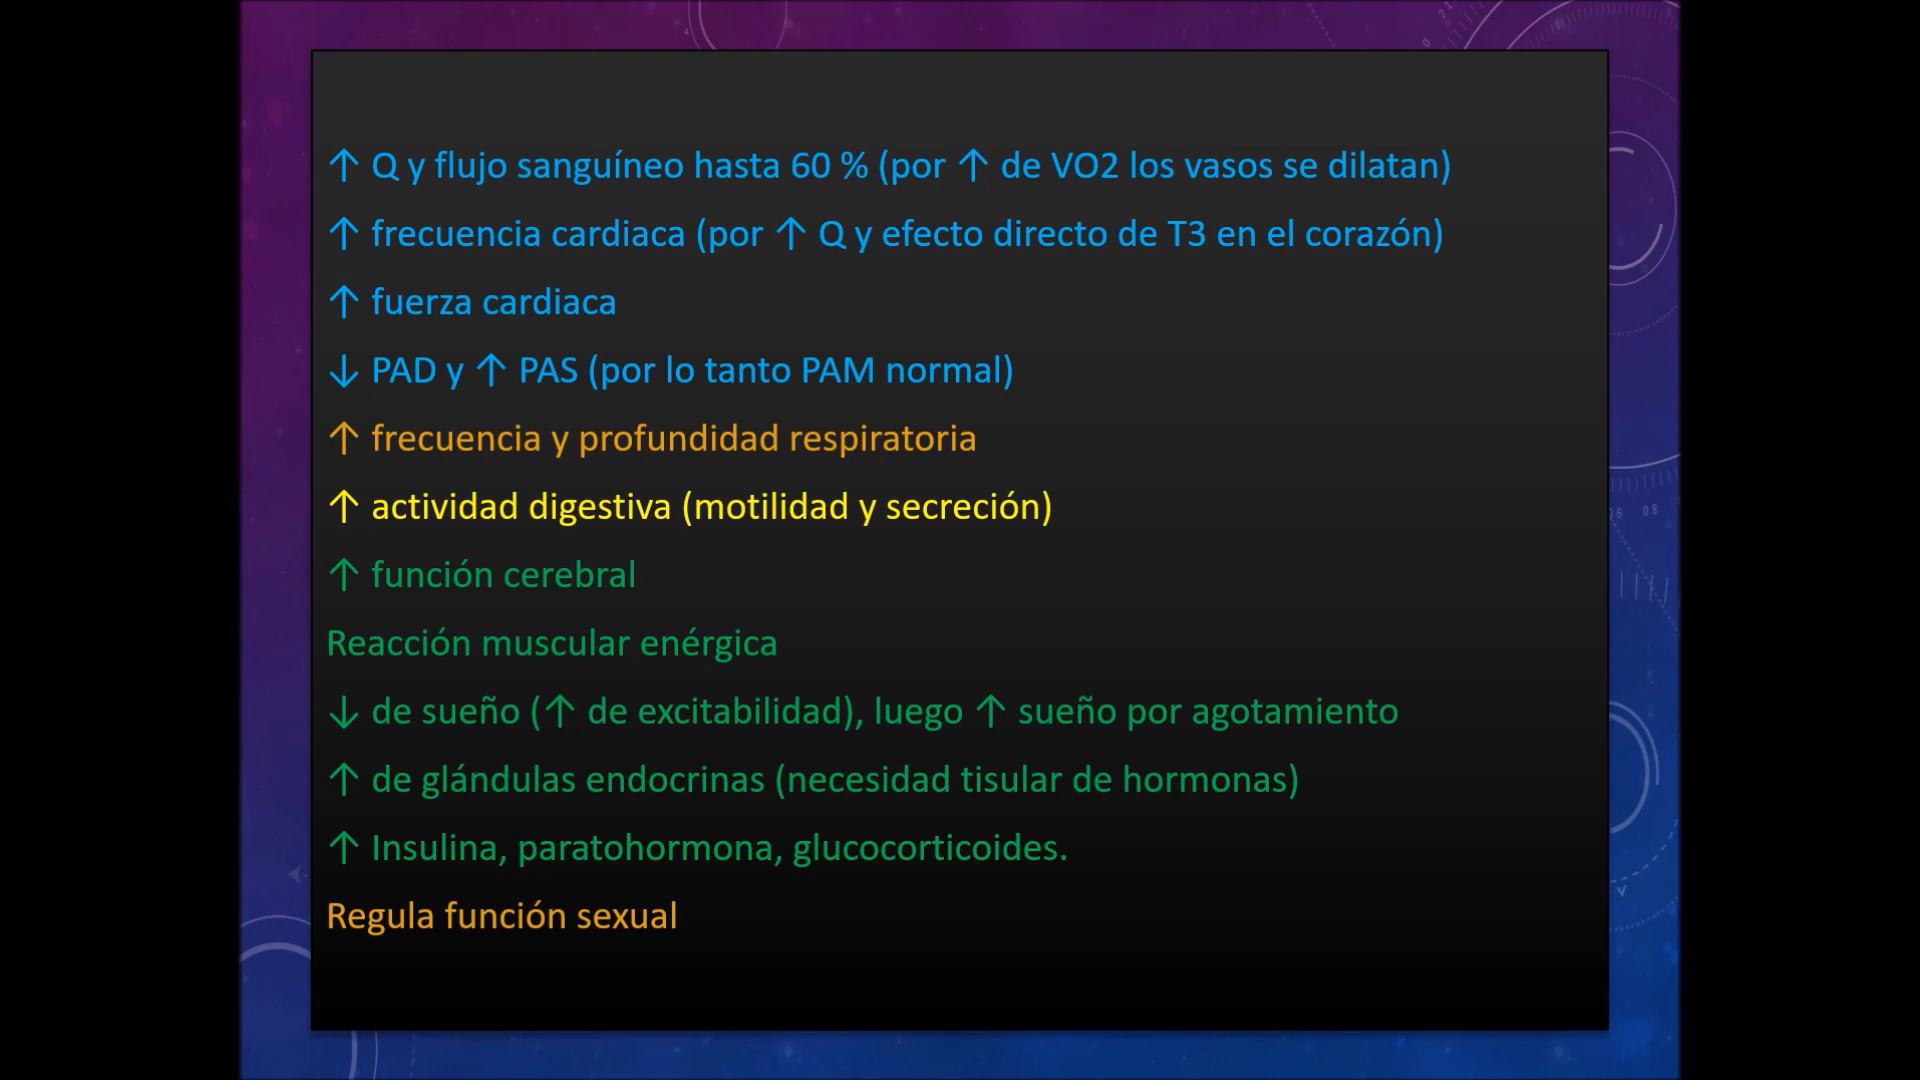 ↑ Q y flujo sanguíneo hasta 60 % (por ↑ de VO2 los vasos se dilatan)
↑ frecuencia cardiaca (por ↑ Q y efecto directo de T3 en el corazón)
↑ fuerza cardiaca
↓ PAD y ↑ PAS (por lo tanto PAM normal)
↑ frecuencia y profundidad respiratoria
↑ actividad digestiva (motilidad y secreción)
↑ función cerebral
Reacción muscular enérgica
↓ de sueño (↑ de excitabilidad), luego ↑ sueño por agotamiento
↑ de glándulas endocrinas (necesidad tisular de hormonas)
↑ Insulina, paratohormona, glucocorticoides.
Regula función sexual